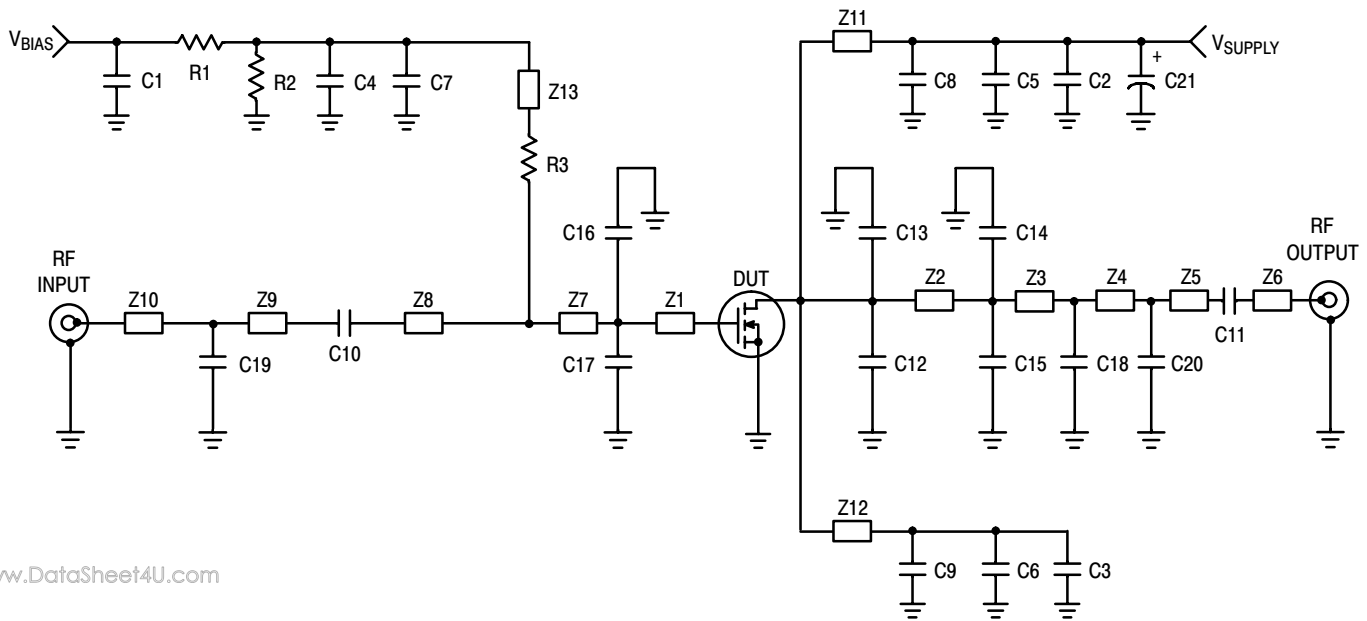 Z11
V_BIAS
V_SUPPLY
+
C1
R1
R2
C4
C7
Z13
C8
C5
C2
C21
R3
C16
C13
C14
RF
INPUT
RF
OUTPUT
DUT
Z10
Z9
Z8
Z7
Z1
Z2
Z3
Z4
Z5
Z6
C10
C11
C19
C17
C12
C15
C18
C20
Z12
C9
C6
C3
w.DataSheet4U.com